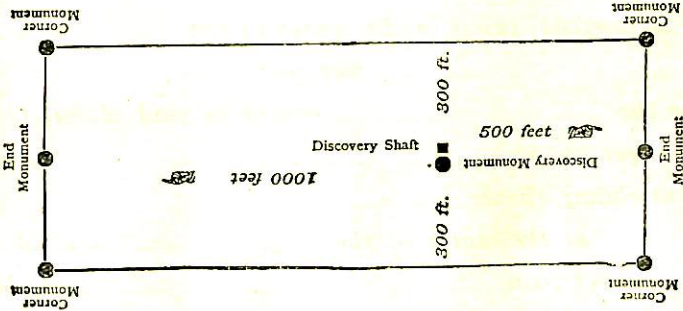 Corner
Monument
Corner
Monument
300 ft.
500 feet
End
Monument
Discovery Shaft
Discovery Monument
End
Monument
1000 feet
300 ft.
Corner
Monument
Corner
Monument